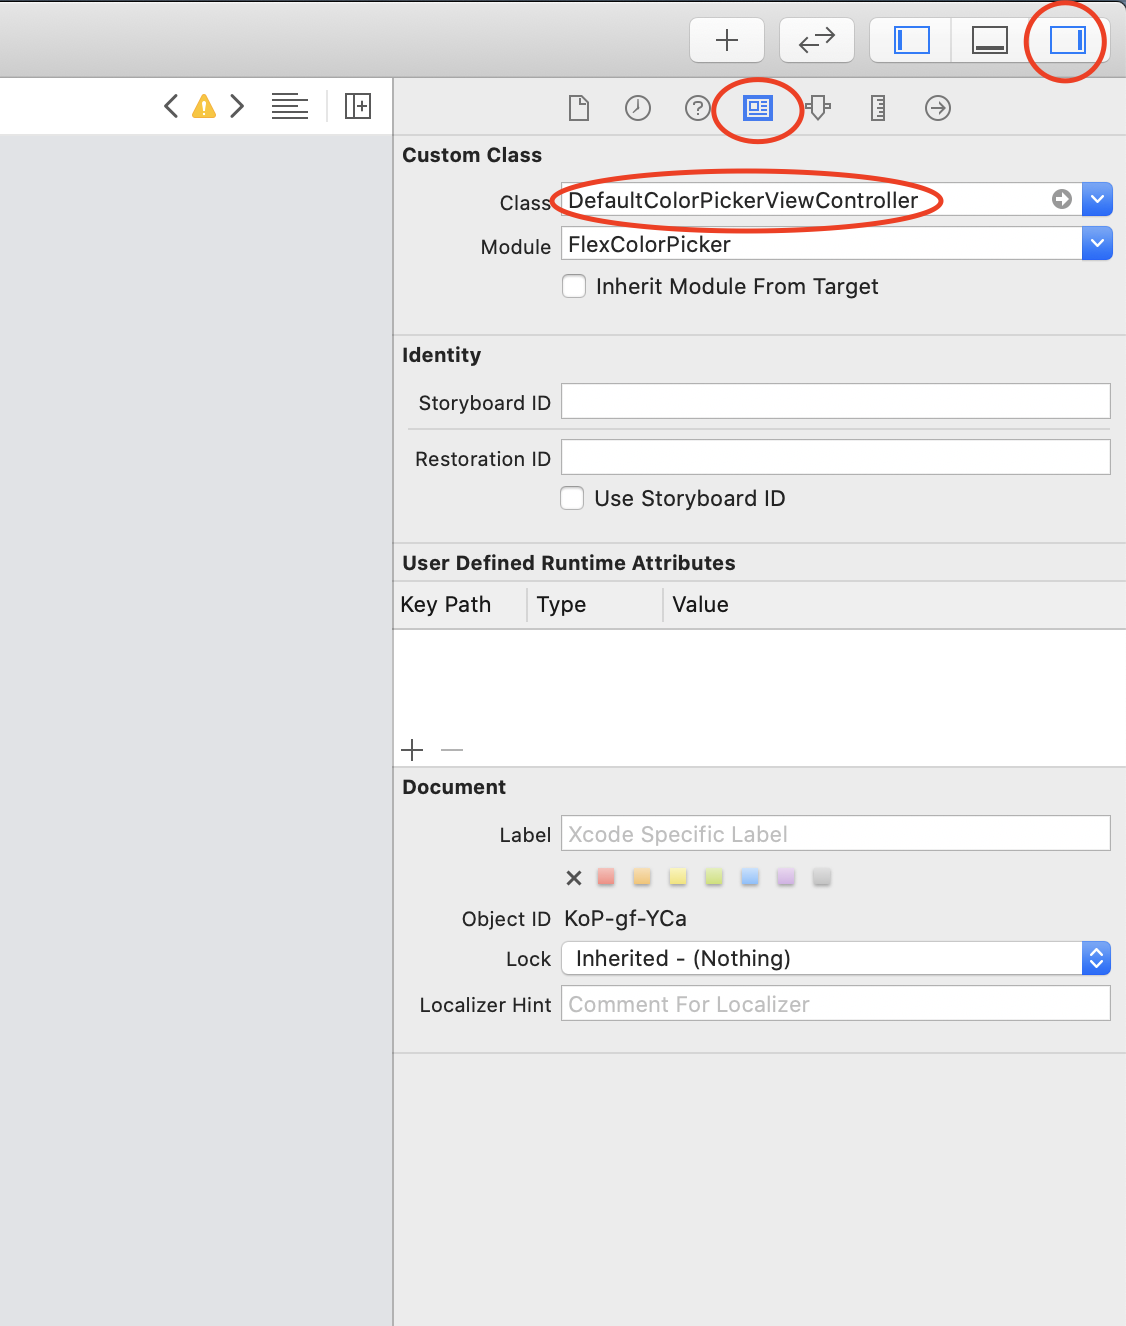 Custom Class
Class DefaultColorPickerViewController
Module FlexColorPicker
Inherit Module From Target
Identity
Storyboard ID
Restoration ID
Use Storyboard ID
User Defined Runtime Attributes
Key Path Type Value
Document
Label Xcode Specific Label
Object ID KoP-gf-YCa
Lock Inherited - (Nothing)
Localizer Hint Comment For Localizer